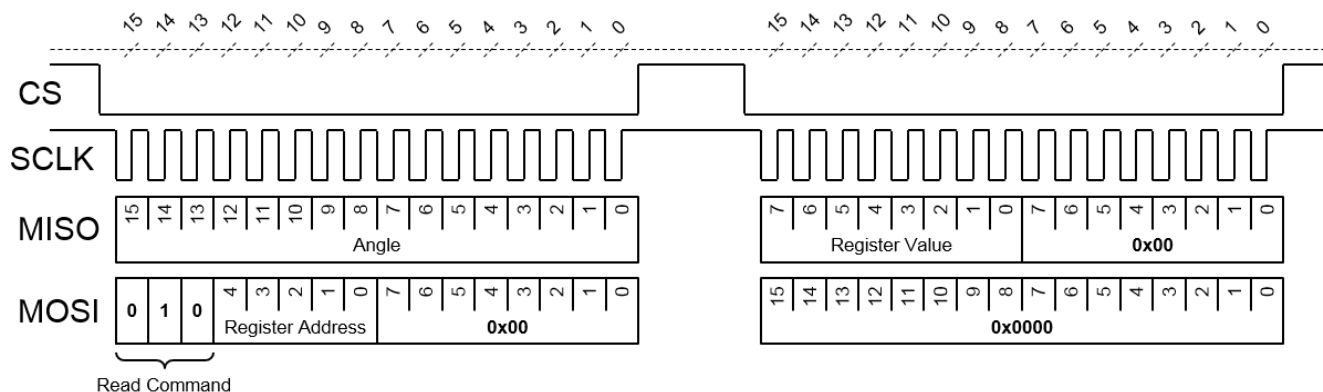 15 14 13 12 11 10 9 8 7 6 5 4 3 2 1 0 15 14 13 12 11 10 9 8 7 6 5 4 3 2 1 0
CS
SCLK
MISO 15 14 13 12 11 10 9 8 7 6 5 4 3 2 1 0 7 6 5 4 3 2 1 0 7 6 5 4 3 2 1 0
Angle Register Value 0x00
MOSI 0 1 0 4 3 2 1 0 7 6 5 4 3 2 1 0 15 14 13 12 11 10 9 8 7 6 5 4 3 2 1 0
Register Address 0x00 0x0000
Read Command